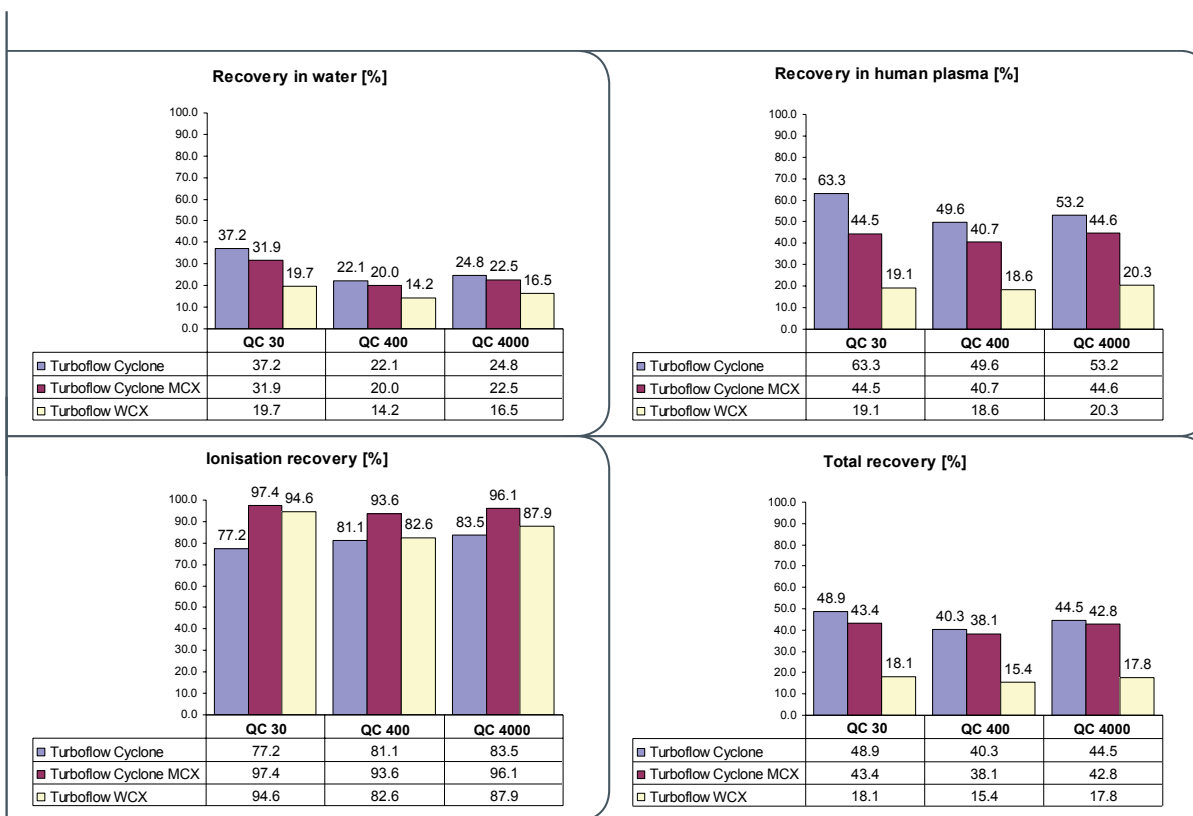 Recovery in water [%]
100.0
90.0
80.0
70.0
60.0
50.0
40.0
30.0
20.0
10.0
0.0
37.2 31.9 19.7 22.1 20.0 14.2 24.8 22.5 16.5
QC 30 QC 400 QC 4000
Turboflow Cyclone 37.2 22.1 24.8
Turboflow Cyclone MCX 31.9 20.0 22.5
Turboflow WCX 19.7 14.2 16.5
Recovery in human plasma [%]
100.0
90.0
80.0
70.0
60.0
50.0
40.0
30.0
20.0
10.0
0.0
63.3 44.5 19.1 49.6 40.7 18.6 53.2 44.6 20.3
QC 30 QC 400 QC 4000
Turboflow Cyclone 63.3 49.6 53.2
Turboflow Cyclone MCX 44.5 40.7 44.6
Turboflow WCX 19.1 18.6 20.3
Ionisation recovery [%]
100.0
90.0
80.0
70.0
60.0
50.0
40.0
30.0
20.0
10.0
0.0
77.2 97.4 94.6 81.1 93.6 82.6 83.5 96.1 87.9
QC 30 QC 400 QC 4000
Turboflow Cyclone 77.2 81.1 83.5
Turboflow Cyclone MCX 97.4 93.6 96.1
Turboflow WCX 94.6 82.6 87.9
Total recovery [%]
100.0
90.0
80.0
70.0
60.0
50.0
40.0
30.0
20.0
10.0
0.0
48.9 43.4 18.1 40.3 38.1 15.4 44.5 42.8 17.8
QC 30 QC 400 QC 4000
Turboflow Cyclone 48.9 40.3 44.5
Turboflow Cyclone MCX 43.4 38.1 42.8
Turboflow WCX 18.1 15.4 17.8